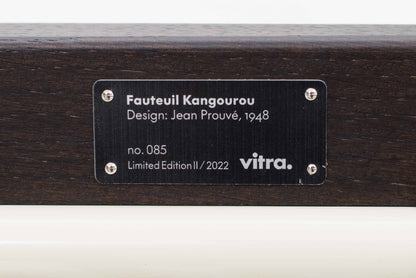 Fauteuil Kangourou
Design: Jean Prouvé, 1948
no. 085
Limited Edition II / 2022
vitra.